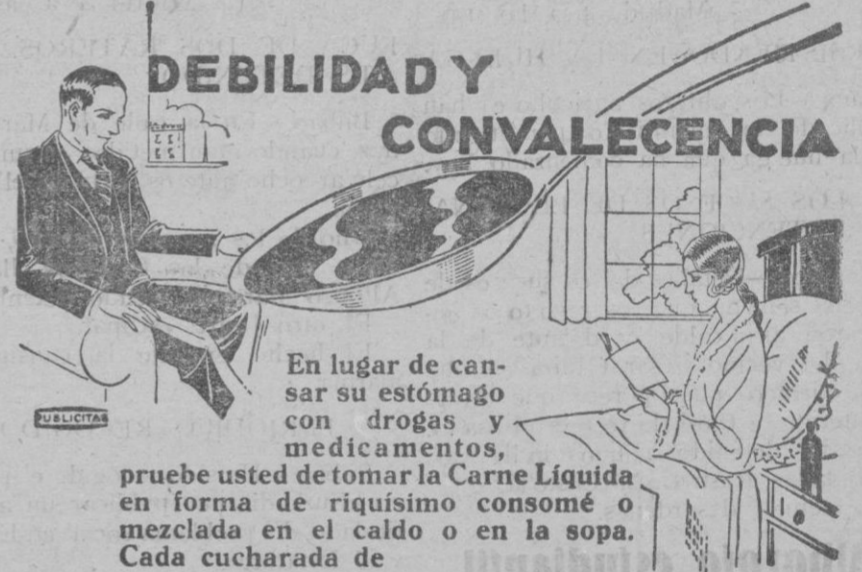 DEBILIDAD Y
CONVALECENCIA
En lugar de can-
sar su estómago
con drogas y
medicamentos,
pruebe usted de tomar la Carne Líquida
en forma de riquísimo consomé o
mezclada en el caldo o en la sopa.
Cada cucharada de
PUBLICITAS